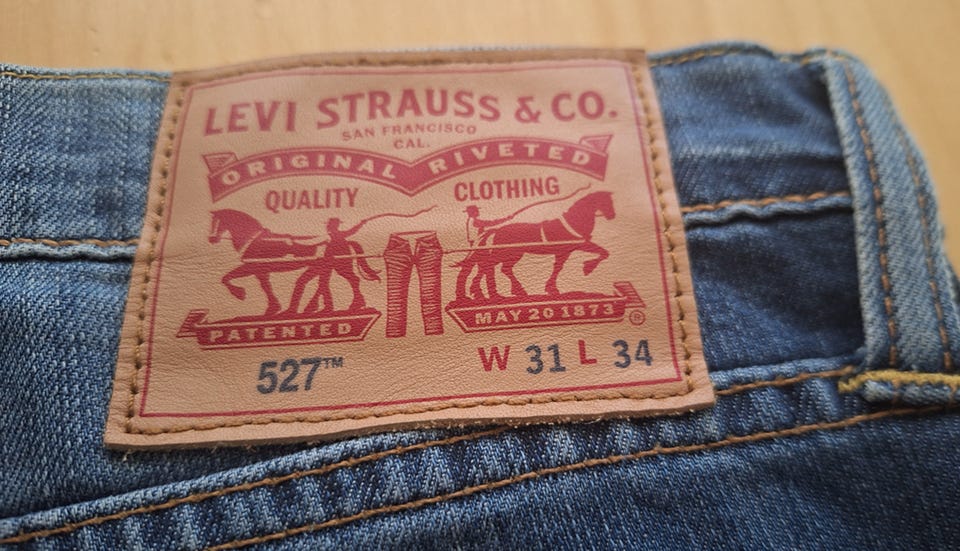 LEVI STRAUSS & CO.
SAN FRANCISCO
CAL.
ORIGINAL RIVETED
QUALITY CLOTHING
PATENTED MAY 20 1873 ®
527™ W 31 L 34